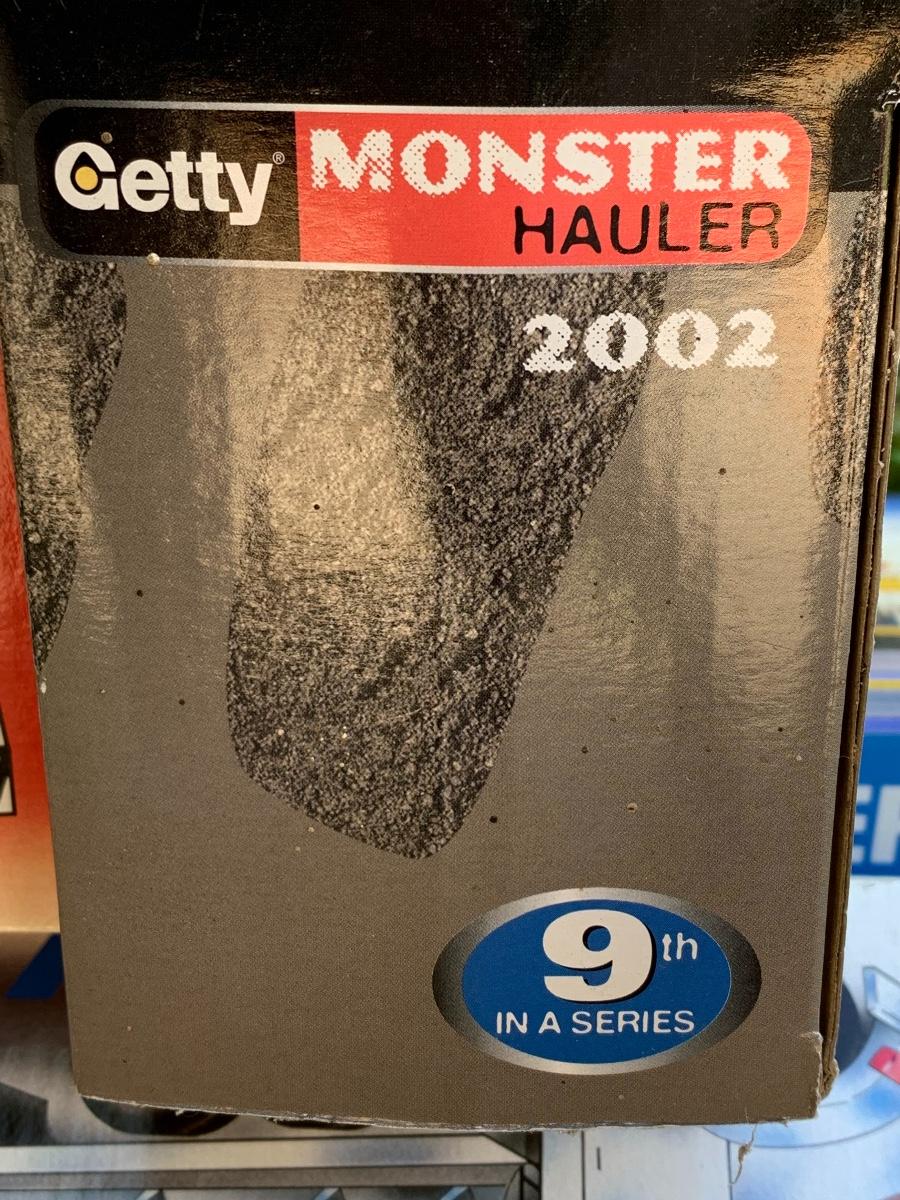 Getty®
MONSTER
HAULER
2002
9th
IN A SERIES